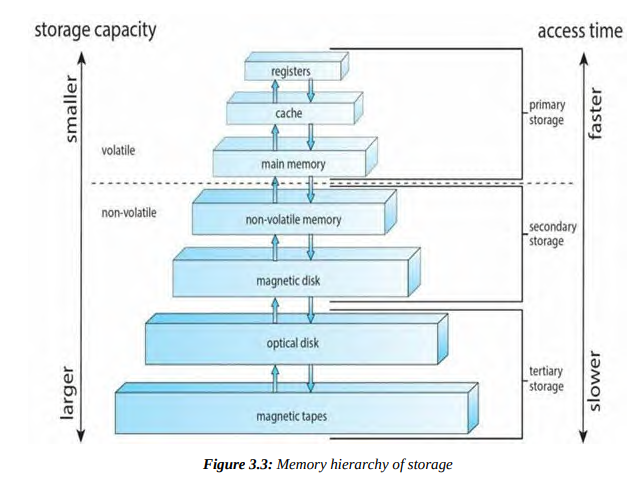 storage capacity
access time
smaller
larger
volatile
non-volatile
registers
cache
main memory
non-volatile memory
magnetic disk
optical disk
magnetic tapes
primary
storage
secondary
storage
tertiary
storage
faster
slower
Figure 3.3: Memory hierarchy of storage